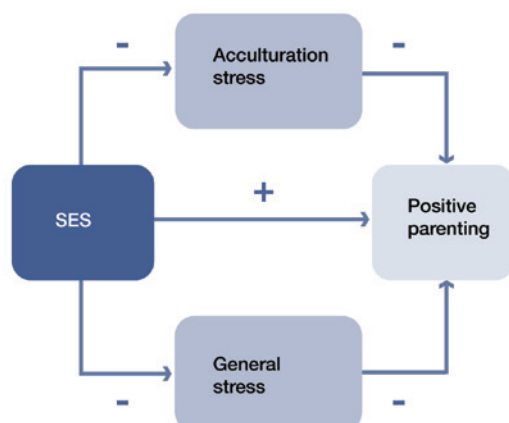 -
-
Acculturation
stress
+
SES
Positive
parenting
General
stress
-
-